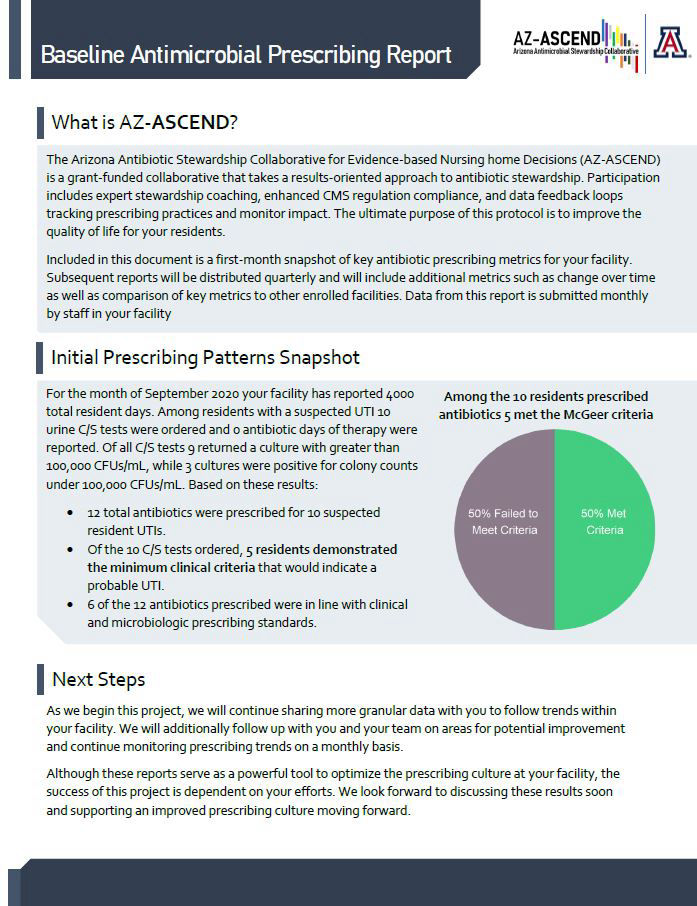 Baseline Antimicrobial Prescribing Report
AZ-ASCEND
Arizona Antimicrobial Stewardship Collaborative
A
What is AZ-ASCEND?
The Arizona Antibiotic Stewardship Collaborative for Evidence-based Nursing home Decisions (AZ-ASCEND)
is a grant-funded collaborative that takes a results-oriented approach to antibiotic stewardship. Participation
includes expert stewardship coaching, enhanced CMS regulation compliance, and data feedback loops
tracking prescribing practices and monitor impact. The ultimate purpose of this protocol is to improve the
quality of life for your residents.
Included in this document is a first-month snapshot of key antibiotic prescribing metrics for your facility.
Subsequent reports will be distributed quarterly and will include additional metrics such as change over time
as well as comparison of key metrics to other enrolled facilities. Data from this report is submitted monthly
by staff in your facility
Initial Prescribing Patterns Snapshot
For the month of September 2020 your facility has reported 4000
total resident days. Among residents with a suspected UTI 10
urine C/S tests were ordered and 0 antibiotic days of therapy were
reported. Of all C/S tests 9 returned a culture with greater than
100,000 CFUs/mL, while 3 cultures were positive for colony counts
under 100,000 CFUs/mL. Based on these results:
• 12 total antibiotics were prescribed for 10 suspected
resident UTIs.
• Of the 10 C/S tests ordered, 5 residents demonstrated
the minimum clinical criteria that would indicate a
probable UTI.
• 6 of the 12 antibiotics prescribed were in line with clinical
and microbiologic prescribing standards.
Among the 10 residents prescribed
antibiotics 5 met the McGeer criteria
50% Failed to
Meet Criteria
50% Met
Criteria
Next Steps
As we begin this project, we will continue sharing more granular data with you to follow trends within
your facility. We will additionally follow up with you and your team on areas for potential improvement
and continue monitoring prescribing trends on a monthly basis.
Although these reports serve as a powerful tool to optimize the prescribing culture at your facility, the
success of this project is dependent on your efforts. We look forward to discussing these results soon
and supporting an improved prescribing culture moving forward.